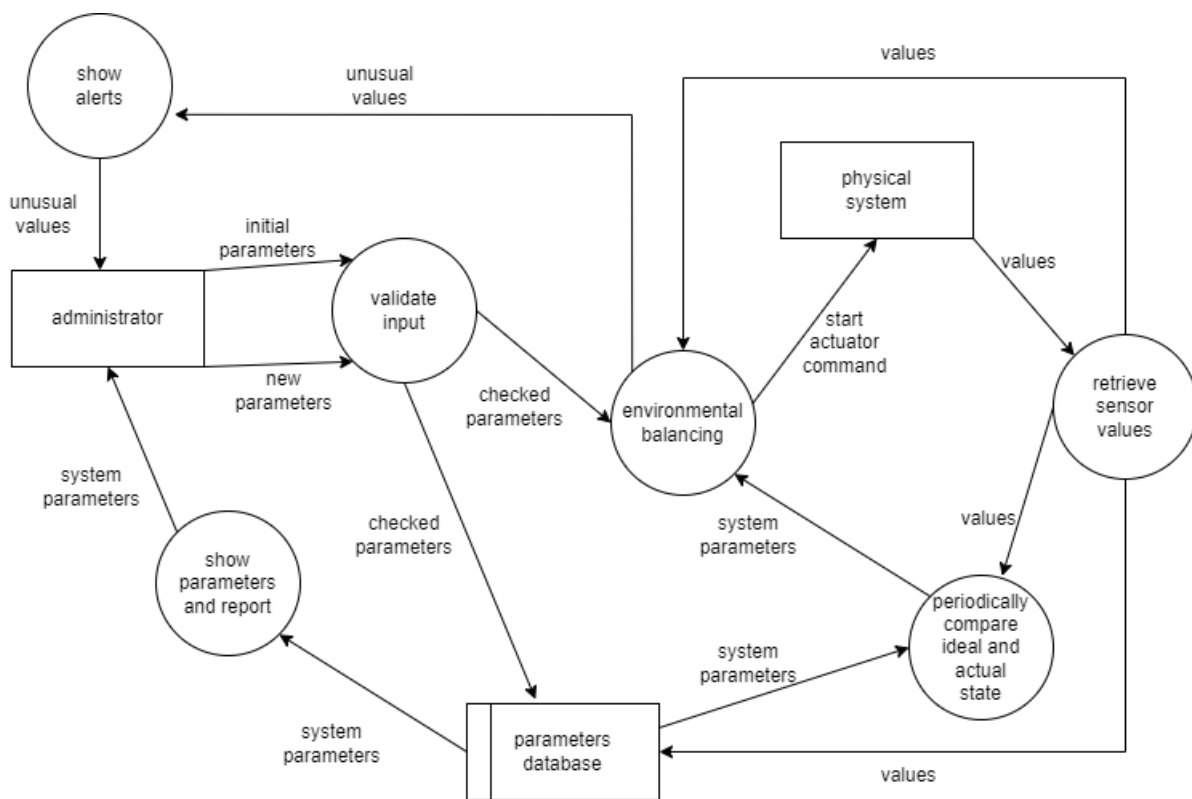 show
alerts
unusual
values
values
physical
system
unusual
values
initial
parameters
values
administrator
validate
input
start
actuator
command
new
parameters
checked
parameters
environmental
balancing
retrieve
sensor
values
system
parameters
checked
parameters
system
parameters
values
show
parameters
and report
periodically
compare
ideal and
actual
state
system
parameters
system
parameters
parameters
database
values